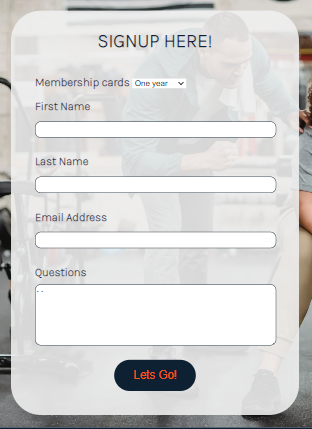 SIGNUP HERE!
Membership cards One year
First Name
Last Name
Email Address
Questions
- -
Lets Go!